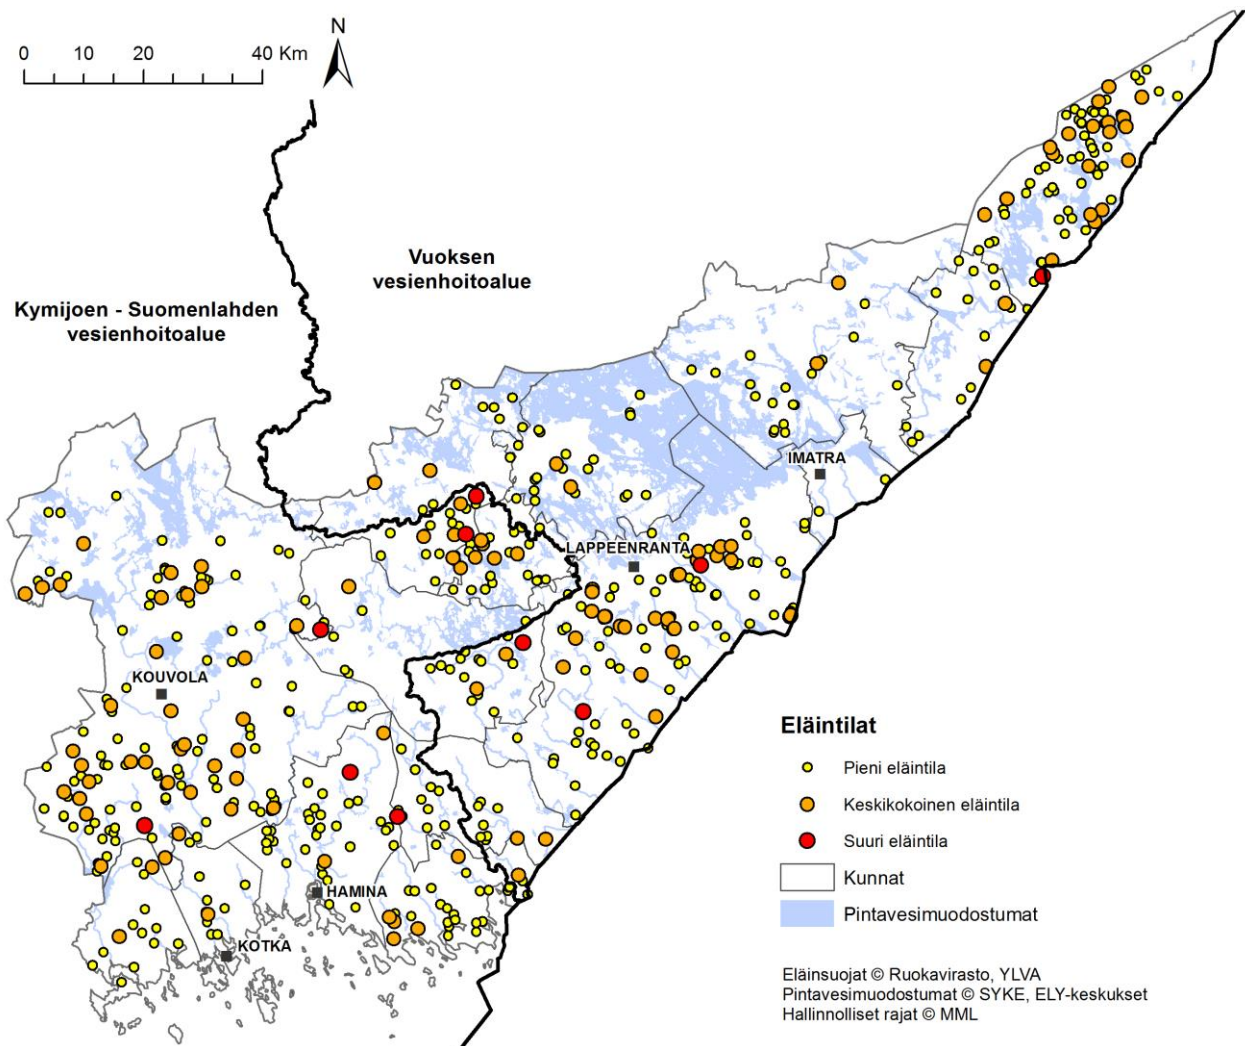 N
0 10 20 40 Km
Vuoksen
vesienhoitoalue
Kymijoen - Suomenlahden
vesienhoitoalue
IMATRA
LAPPEENRANTA
KOUVOLA
HAMINA
KOTKA
Eläintilat
Pieni eläintila
Keskikokoinen eläintila
Suuri eläintila
Kunnat
Pintavesimuodostumat
Eläinsuojat © Ruokavirasto, YLVA
Pintavesimuodostumat © SYKE, ELY-keskukset
Hallinnolliset rajat © MML